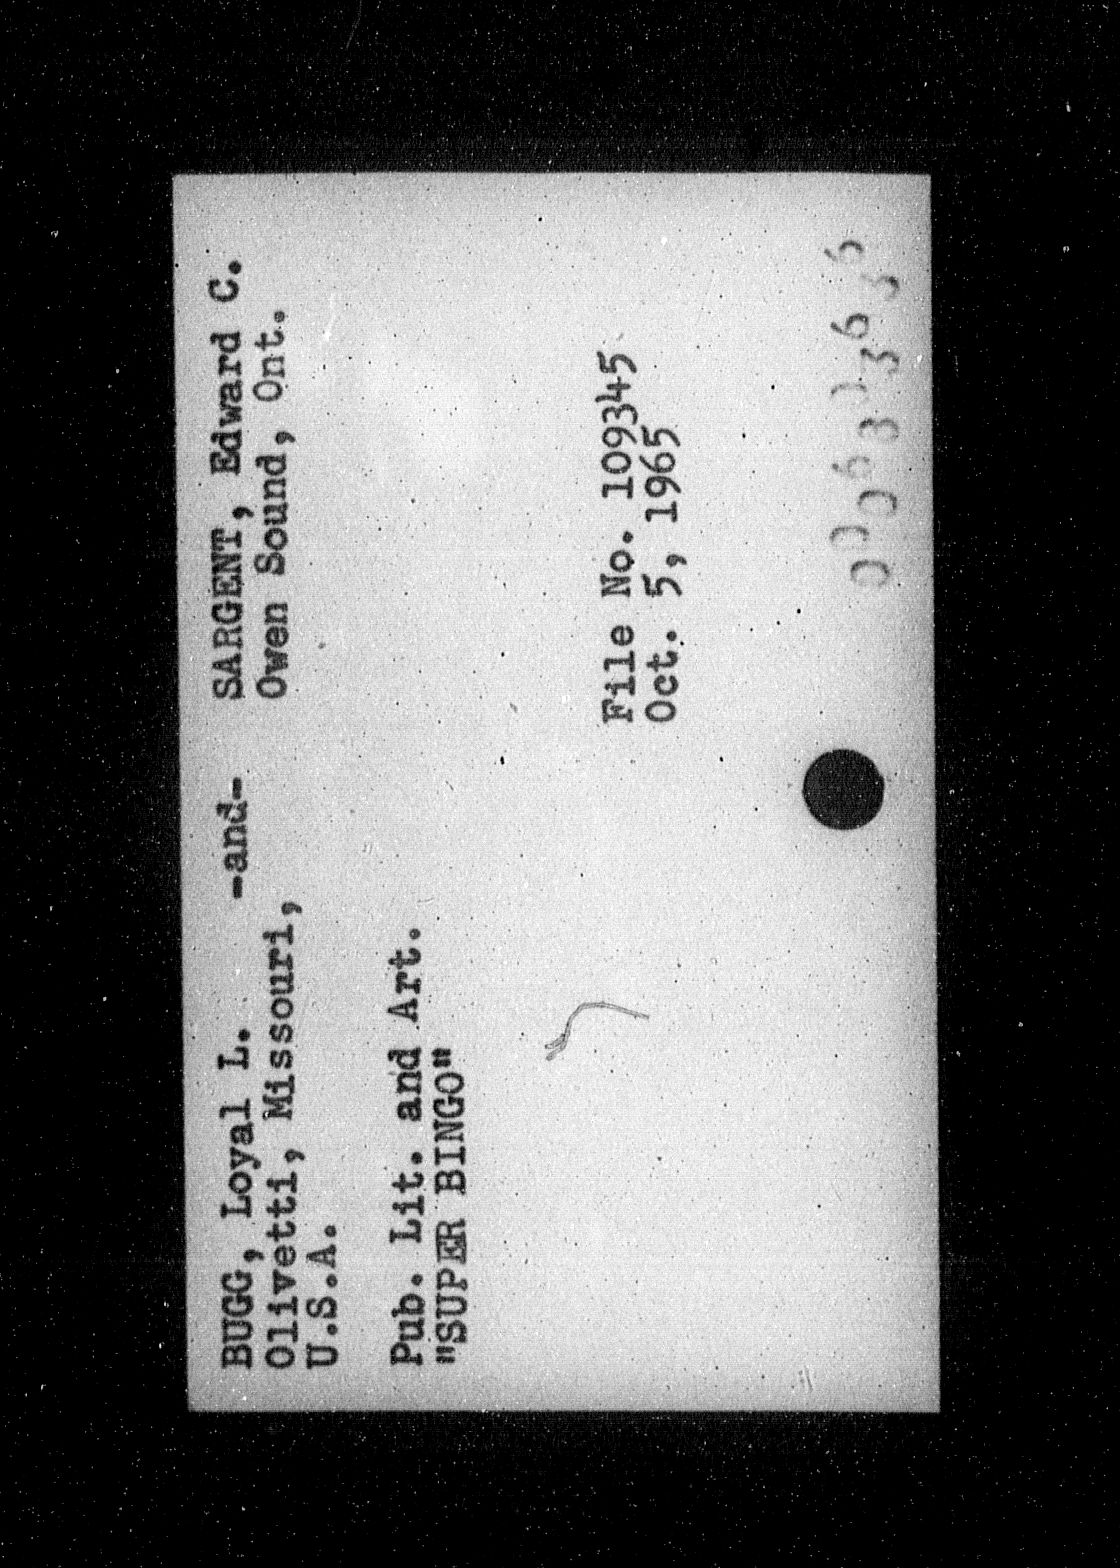 BUGG, Loyal L. -and- SARGENT, Edward C.
Olivetti, Missouri, Owen Sound, Ont.
U.S.A.
Pub. Lit. and Art.
"SUPER BINGO"
File No. 109345
Oct. 5, 1965